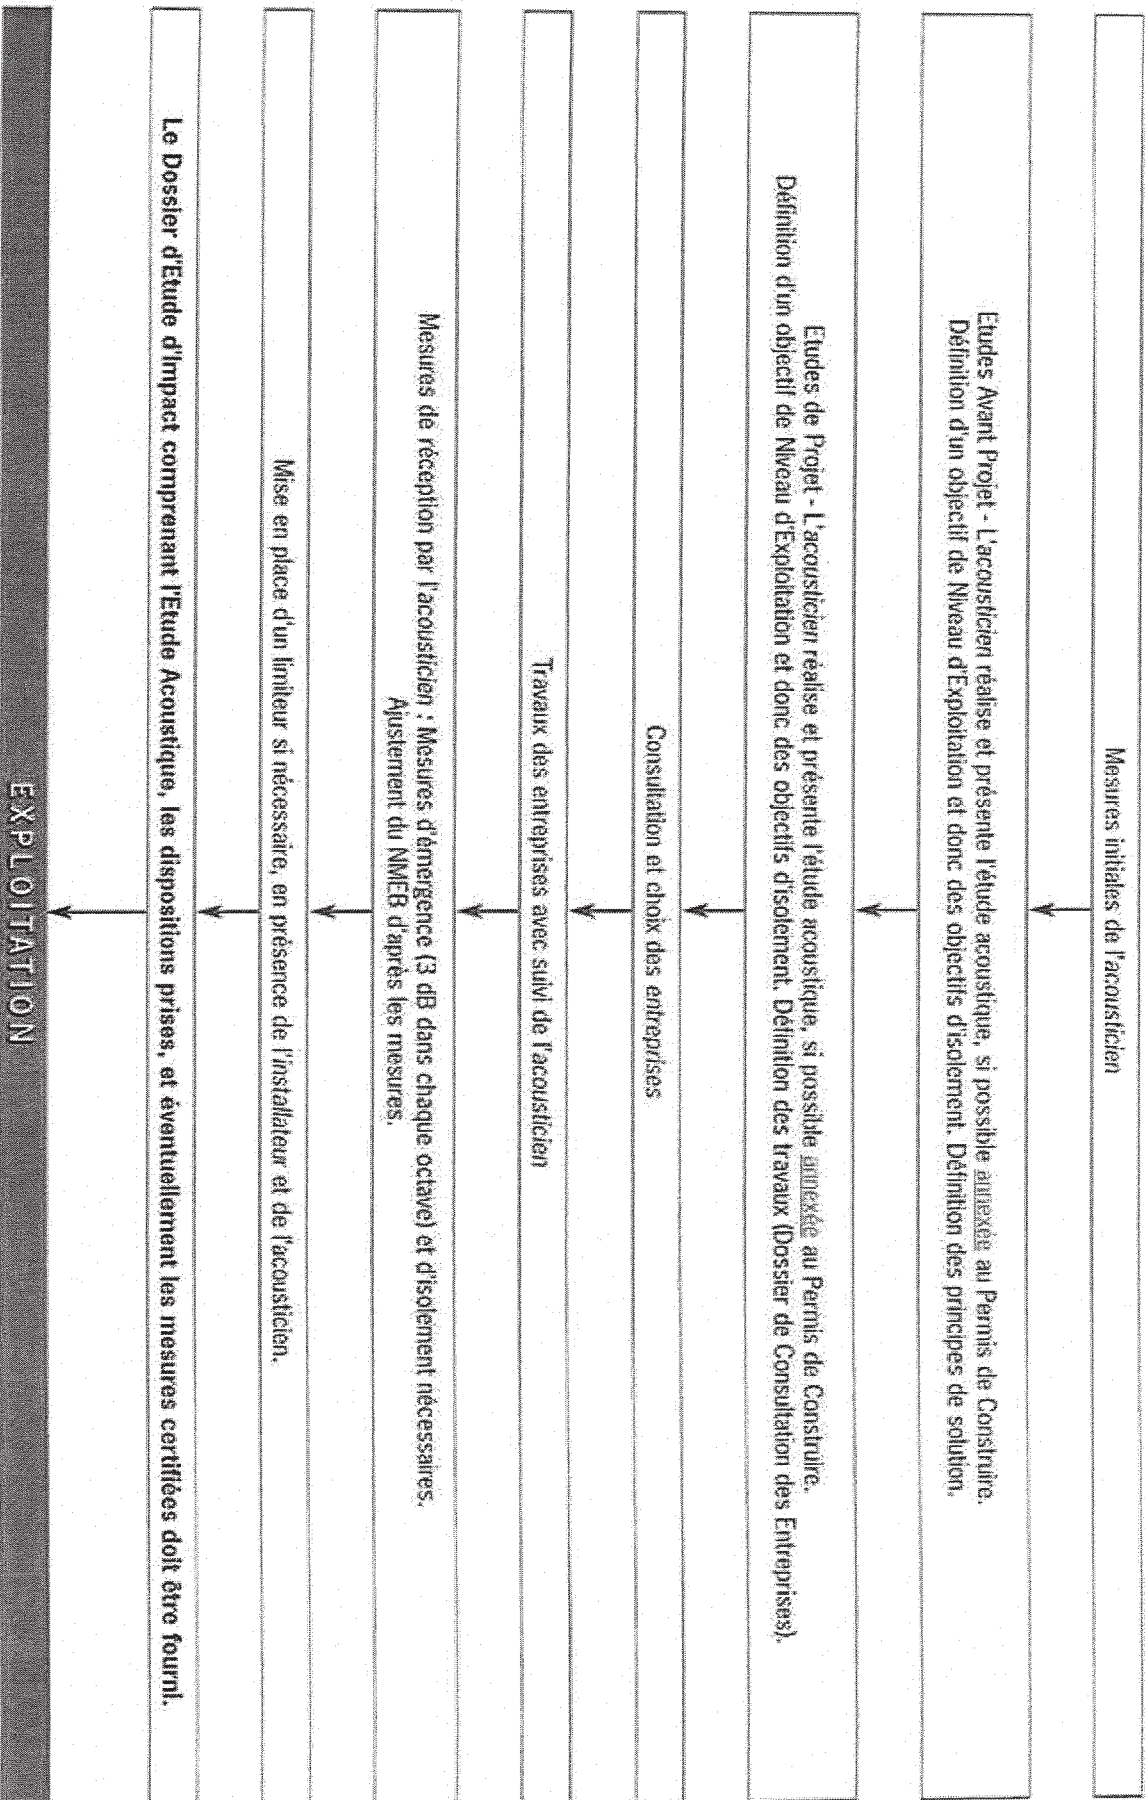 Mesures initiales de l'acousticien
Etudes Avant Projet - L'acousticien réalise et présente l'étude acoustique, si possible annexée au Permis de Construire.
Définition d'un objectif de Niveau d'Exploitation et donc des objectifs d'isolement. Définition des principes de solution.
Etudes de Projet - L'acousticien réalise et présente l'étude acoustique, si possible annexée au Permis de Construire.
Définition d'un objectif de Niveau d'Exploitation et donc des objectifs d'isolement. Définition des travaux (Dossier de Consultation des Entreprises).
Consultation et choix des entreprises
Travaux des entreprises avec suivi de l'acousticien
Mesures de réception par l'acousticien : Mesures d'émergence (3 dB dans chaque octave) et d'isolement nécessaires.
Ajustement du NMEB d'après les mesures.
Mise en place d'un limiteur si nécessaire, en présence de l'installateur et de l'acousticien.
Le Dossier d'Etude d'Impact comprenant l'Etude Acoustique, les dispositions prises, et éventuellement les mesures certifiées doit être fourni.
EXPLOITATION